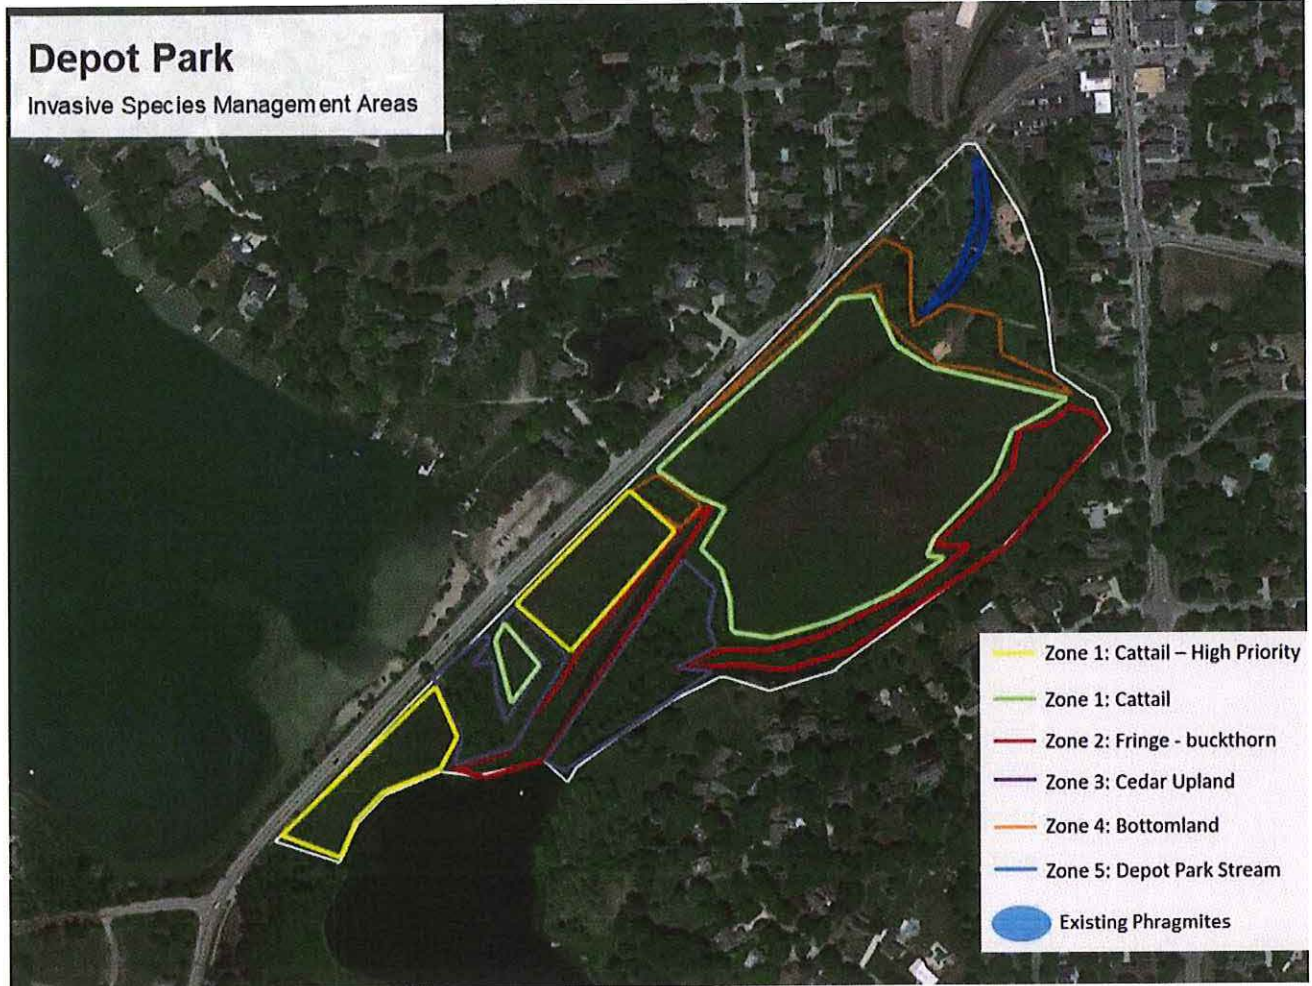 Depot Park
Invasive Species Management Areas
Zone 1: Cattail – High Priority
Zone 1: Cattail
Zone 2: Fringe - buckthorn
Zone 3: Cedar Upland
Zone 4: Bottomland
Zone 5: Depot Park Stream
Existing Phragmites